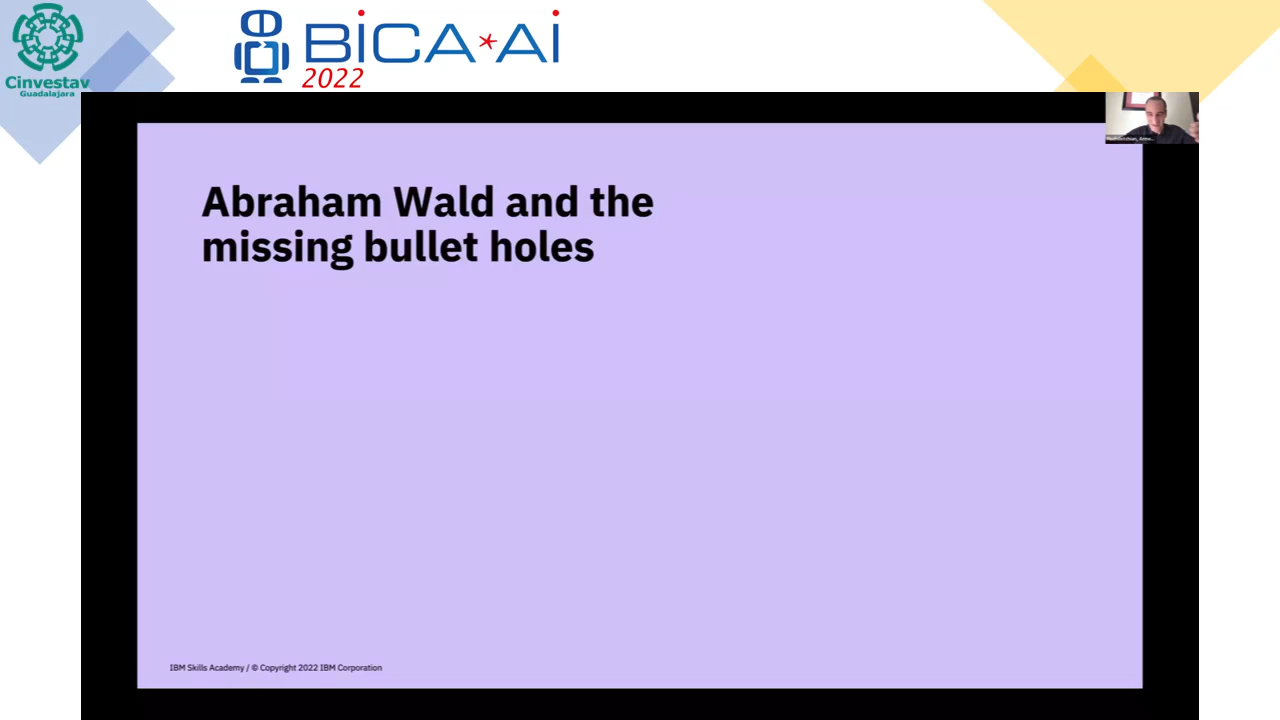 Cinvestav
Guadalajara
BiCA*Ai
2022
Abraham Wald and the
missing bullet holes
IBM Skills Academy / © Copyright 2022 IBM Corporation